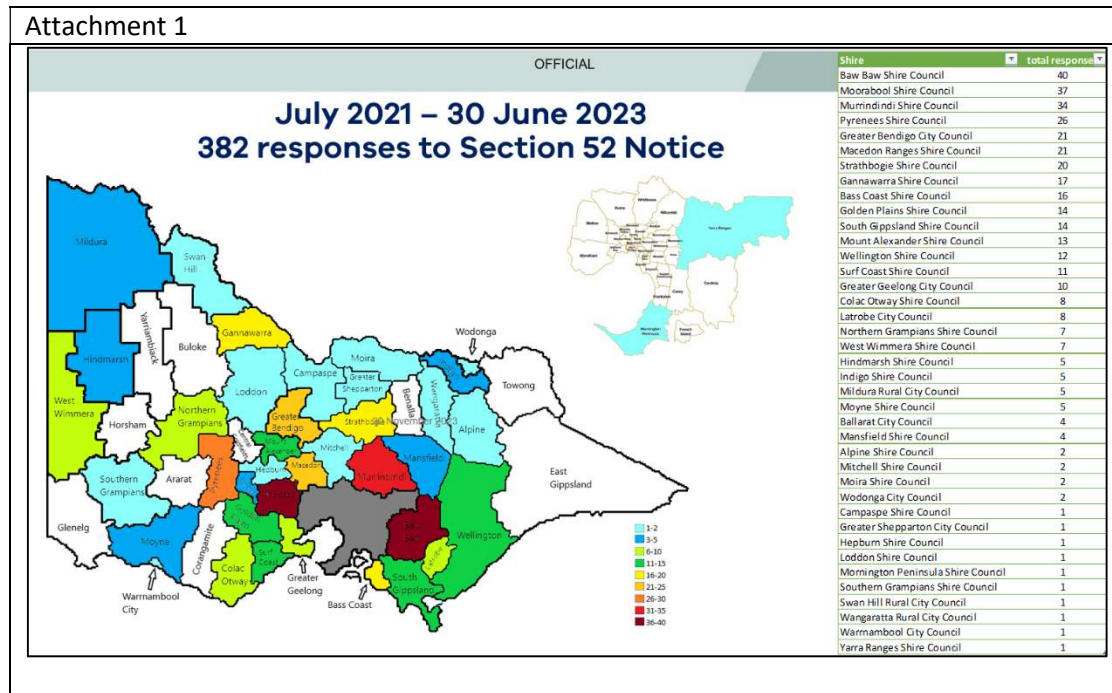 Attachment 1
OFFICIAL
July 2021 – 30 June 2023
382 responses to Section 52 Notice
Mildura
Swan
Hill
Gannawarra
Yarriambiack
Buloke
Hindmarsh
West
Wimmera
Horsham
Northern
Grampians
Loddon
Campaspe
Moira
Greater
Shepparton
Wodonga
Towong
Benalla
Wangaratta
Alpine
Greater
Bendigo
30 November 2023
Mitchell
Mansfield
Murrindindi
Macedon
Hepburn
Pyrenees
Ararat
Southern
Grampians
Glenelg
Moyne
Corangamite
Warrnambool
City
Colac
Otway
Golden
Surf
Coast
Greater
Geelong
Bass Coast
South
Gippsland
Latrobe
Baw
Baw
Wellington
East
Gippsland
Yarra Ranges
1-2
3-5
6-10
11-15
16-20
21-25
26-30
31-35
36-40
Shire total response
Baw Baw Shire Council 40
Moorabool Shire Council 37
Murrindindi Shire Council 34
Pyrenees Shire Council 26
Greater Bendigo City Council 21
Macedon Ranges Shire Council 21
Strathbogie Shire Council 20
Gannawarra Shire Council 17
Bass Coast Shire Council 16
Golden Plains Shire Council 14
South Gippsland Shire Council 14
Mount Alexander Shire Council 13
Wellington Shire Council 12
Surf Coast Shire Council 11
Greater Geelong City Council 10
Colac Otway Shire Council 8
Latrobe City Council 8
Northern Grampians Shire Council 7
West Wimmera Shire Council 7
Hindmarsh Shire Council 5
Indigo Shire Council 5
Mildura Rural City Council 5
Moyne Shire Council 5
Ballarat City Council 4
Mansfield Shire Council 4
Alpine Shire Council 2
Mitchell Shire Council 2
Moira Shire Council 2
Wodonga City Council 2
Campaspe Shire Council 1
Greater Shepparton City Council 1
Hepburn Shire Council 1
Loddon Shire Council 1
Mornington Peninsula Shire Council 1
Southern Grampians Shire Council 1
Swan Hill Rural City Council 1
Wangaratta Rural City Council 1
Warrnambool City Council 1
Yarra Ranges Shire Council 1